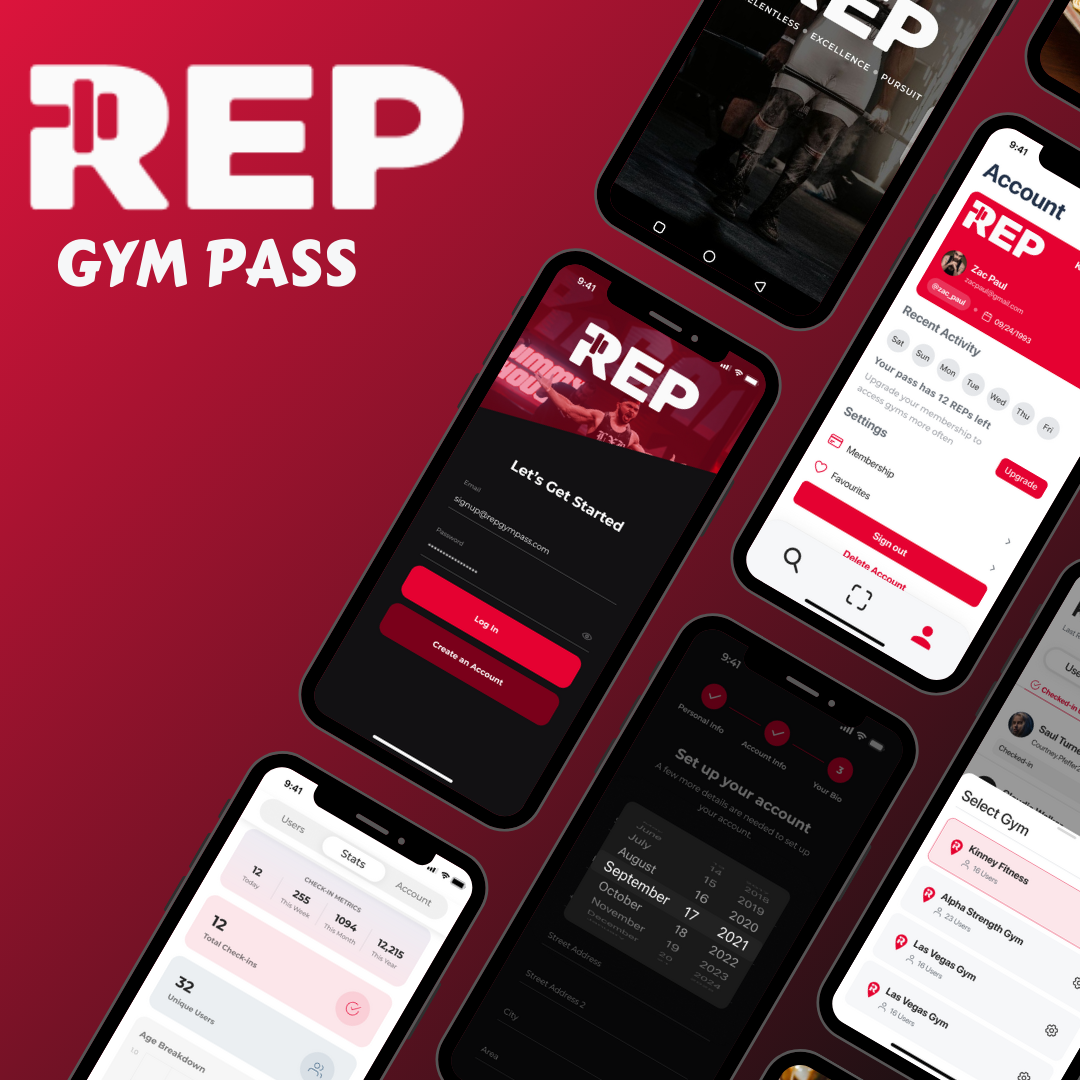 REP
GYM PASS
REP
RELENTLESS • EXCELLENCE • PURSUIT
9:41
Account
REP
Zac Paul
zacpaul@gmail.com
@zac_paul
09/24/1993
Recent Activity
Sat Sun Mon Tue Wed Thu Fri
Your pass has 12 REPs left
Upgrade your membership to
access gyms more often
Upgrade
Settings
Membership
Favourites
Sign out
Delete Account
9:41
REP
Let's Get Started
Email
signup@repgympass.com
Password
Log In
Create an Account
9:41
Personal Info
Account Info
3
Your Bio
Set up your account
A few more details are needed to set up
your account.
June
July 14 2018
August 15 2019
September 16 2020
October 17 2021
November 18 2022
December 19 2023
20 2024
Street Address
Street Address 2
City
Area
9:41
Users
Stats
Account
CHECK-IN METRICS
12
Today
255
This Week
1094
This Month
12,215
This Year
12
Total Check-ins
32
Unique Users
Age Breakdown
Checked-in
Saul Turne
Checked-in
Select Gym
Kinney Fitness
16 Users
Alpha Strength Gym
23 Users
Las Vegas Gym
18 Users
Las Vegas Gym
18 Users